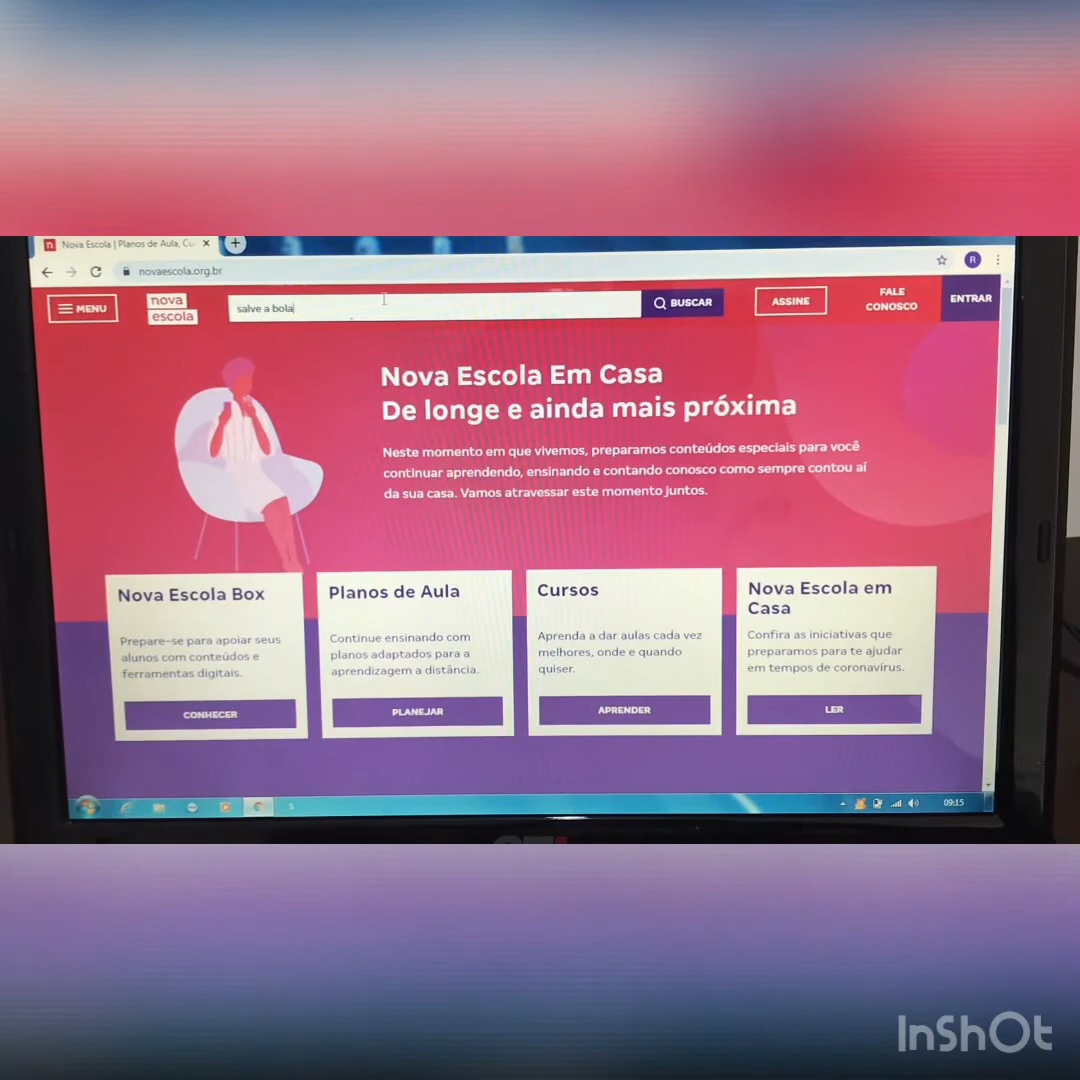 Nova Escola | Planos de Aula, Cu
novaescola.org.br
R
MENU
nova
escola
salve a bola
BUSCAR
ASSINE
FALE
CONOSCO
ENTRAR
Nova Escola Em Casa
De longe e ainda mais próxima
Neste momento em que vivemos, preparamos conteúdos especiais para você
continuar aprendendo, ensinando e contando conosco como sempre contou aí
da sua casa. Vamos atravessar este momento juntos.
Nova Escola Box
Prepare-se para apoiar seus
alunos com conteúdos e
ferramentas digitais.
CONHECER
Planos de Aula
Continue ensinando com
planos adaptados para a
aprendizagem a distância.
PLANEJAR
Cursos
Aprenda a dar aulas cada vez
melhores, onde e quando
quiser.
APRENDER
Nova Escola em
Casa
Confira as iniciativas que
preparamos para te ajudar
em tempos de coronavírus.
LER
09:15
InShOt